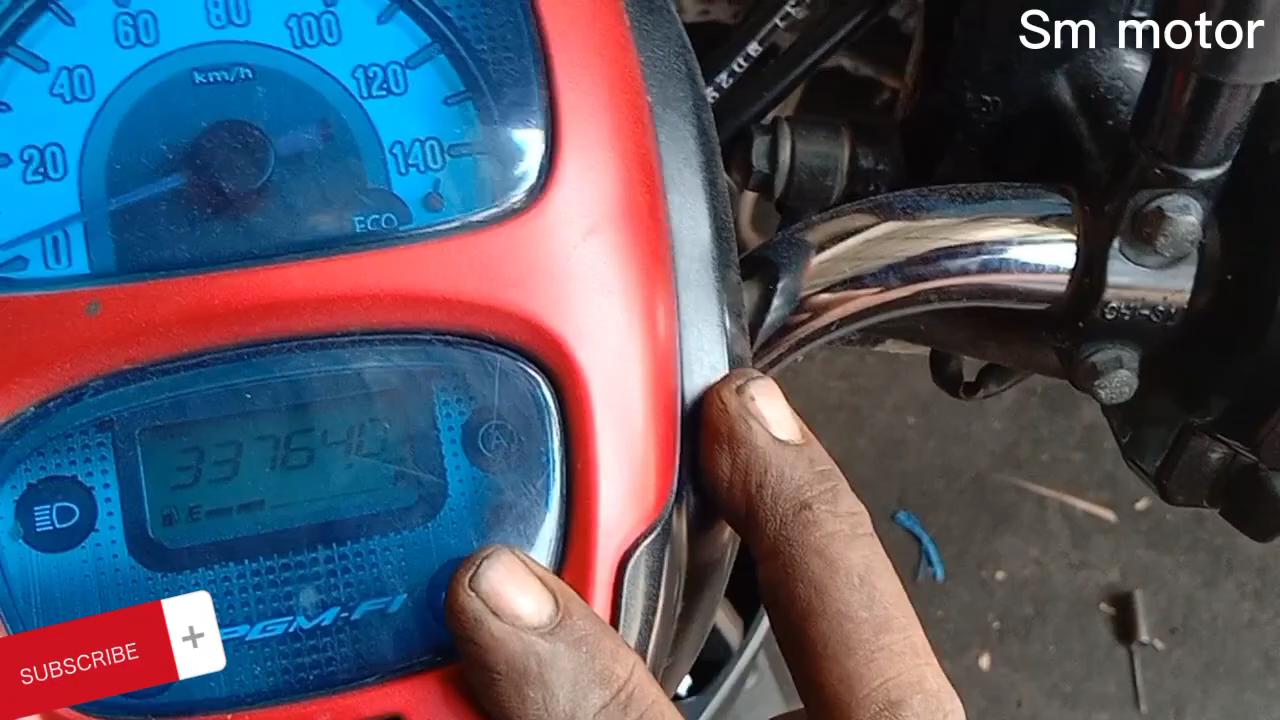 Sm motor
60 80 100
40 120
km/h
20 140
0
ECO
337640
E
A
PGM-FI
SUBSCRIBE +